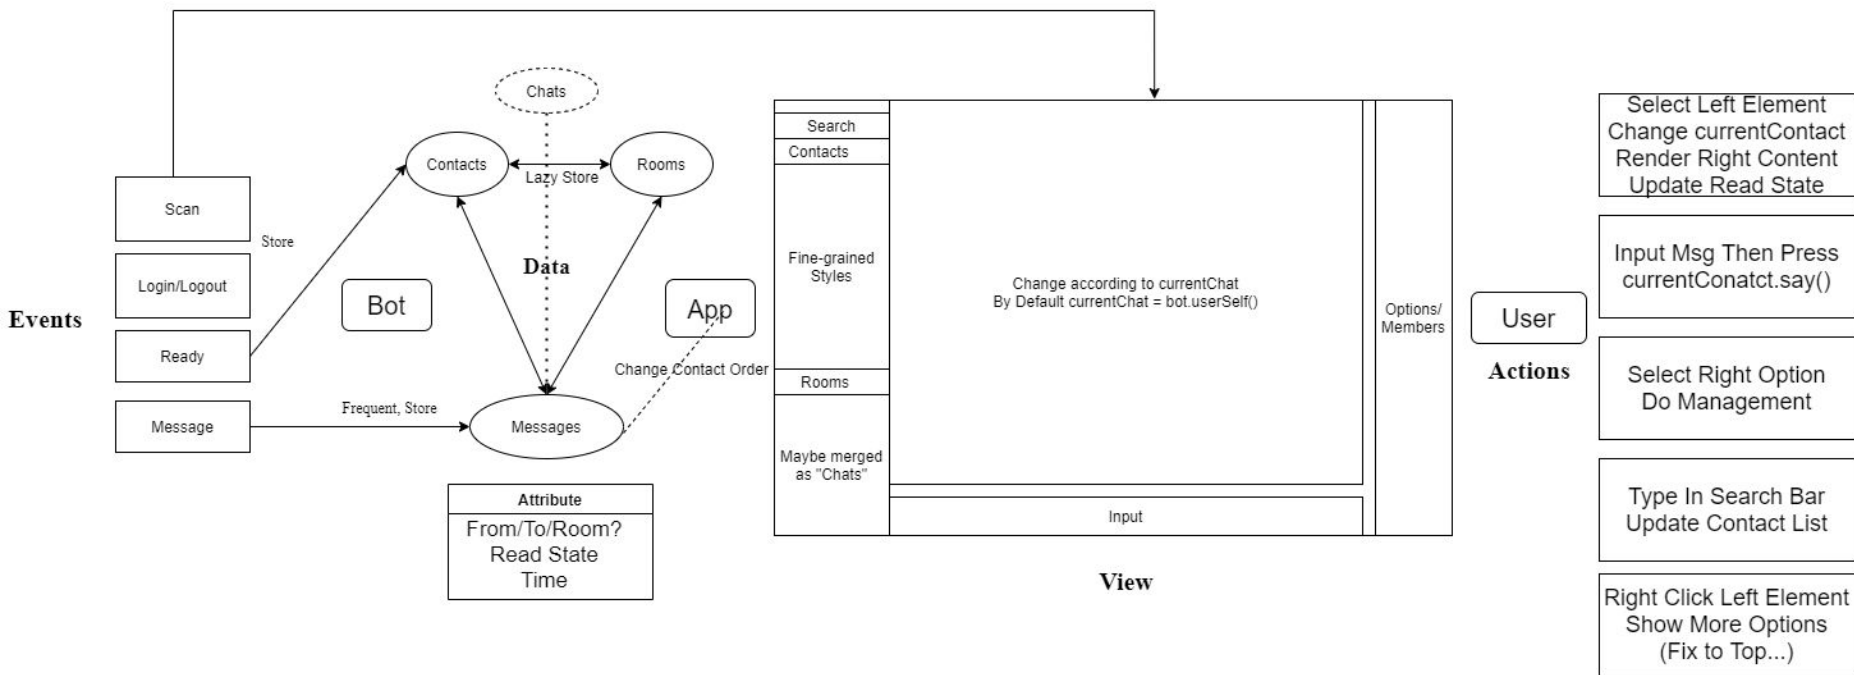 Events
Scan
Login/Logout
Ready
Message
Store
Frequent, Store
Bot
Chats
Contacts
Rooms
Lazy Store
Data
Messages
App
Change Contact Order
Attribute
From/To/Room?
Read State
Time
Search
Contacts
Fine-grained
Styles
Rooms
Maybe merged
as "Chats"
Change according to currentChat
By Default currentChat = bot.userSelf()
Input
Options/
Members
View
User
Actions
Select Left Element
Change currentContact
Render Right Content
Update Read State
Input Msg Then Press
currentConatct.say()
Select Right Option
Do Management
Type In Search Bar
Update Contact List
Right Click Left Element
Show More Options
(Fix to Top...)